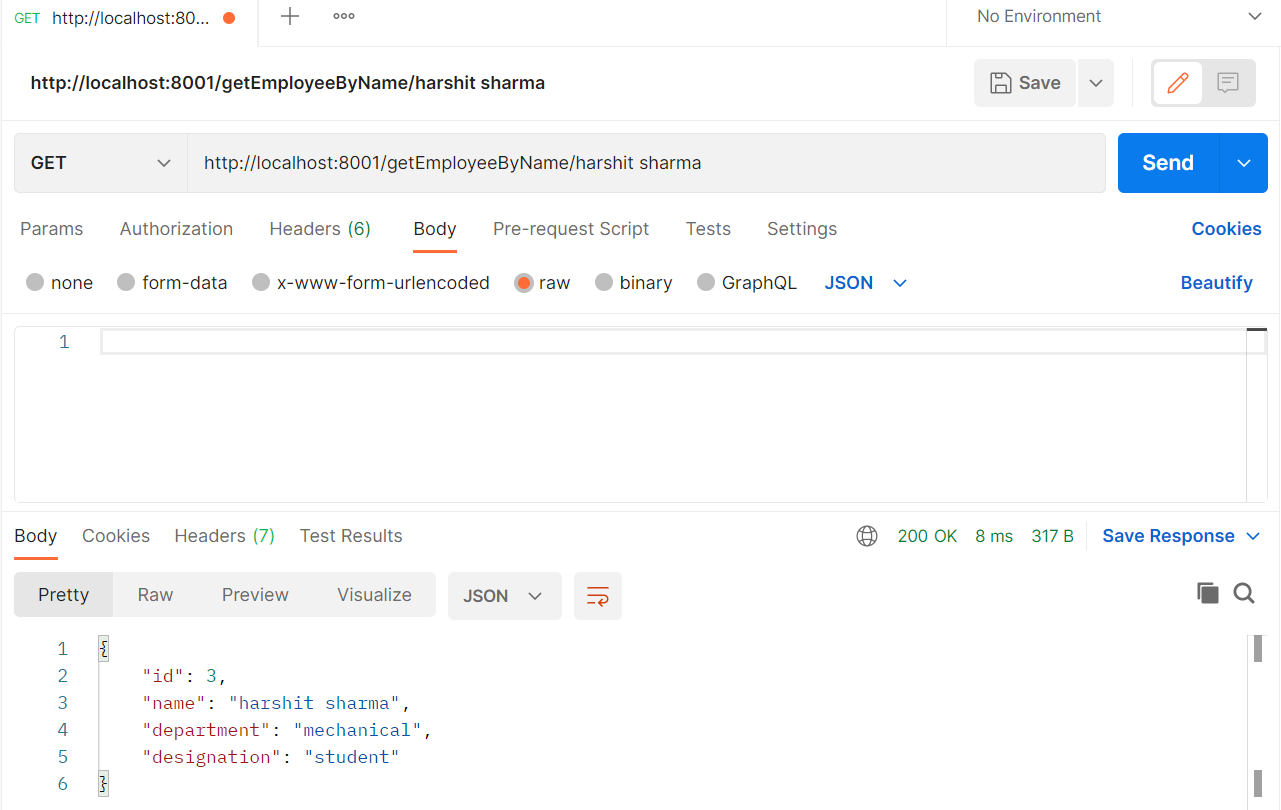 GET http://localhost:80... No Environment
http://localhost:8001/getEmployeeByName/harshit sharma Save
GET http://localhost:8001/getEmployeeByName/harshit sharma Send
Params Authorization Headers (6) Body Pre-request Script Tests Settings Cookies
none form-data x-www-form-urlencoded raw binary GraphQL JSON Beautify
1
Body Cookies Headers (7) Test Results 200 OK 8 ms 317 B Save Response
Pretty Raw Preview Visualize JSON
1 {
2 "id": 3,
3 "name": "harshit sharma",
4 "department": "mechanical",
5 "designation": "student"
6 }